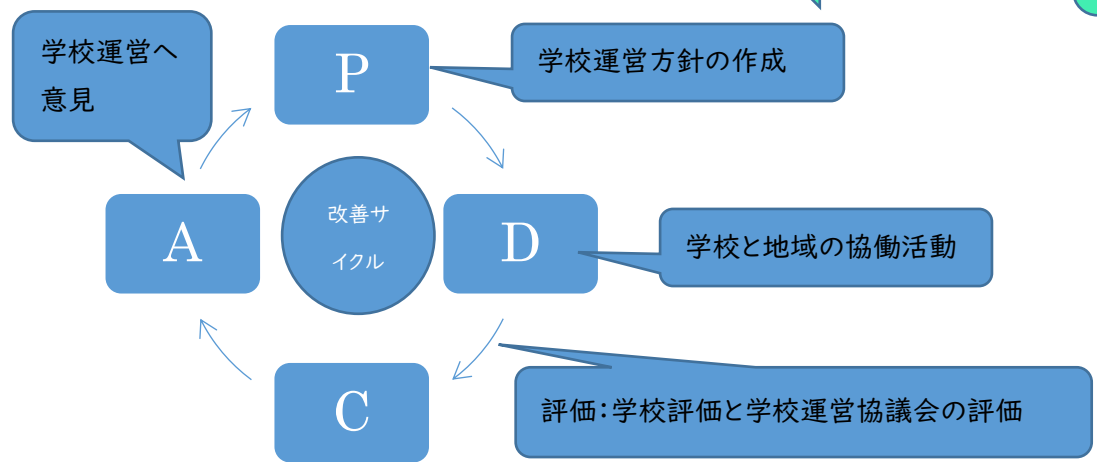 学校運営へ
意見
P
学校運営方針の作成
A
改善サ
イクル
D
学校と地域の協働活動
C
評価：学校評価と学校運営協議会の評価